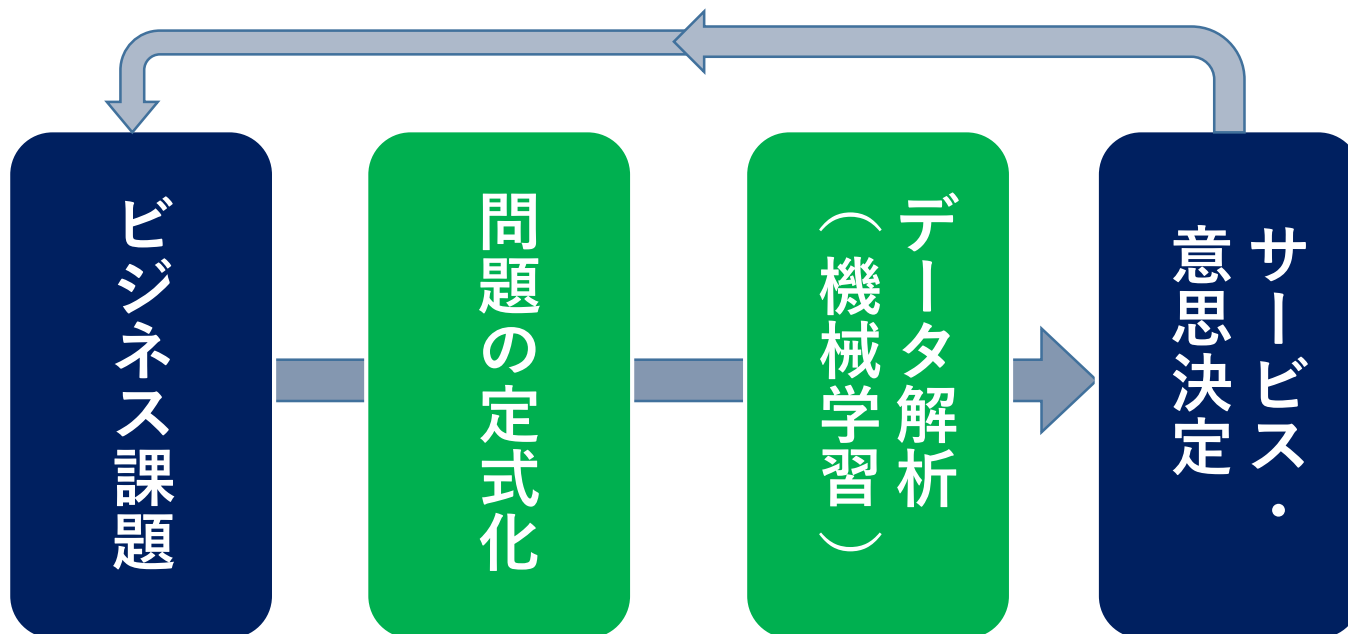 ビジネス課題
問題の定式化
データ解析
（機械学習）
サービス・
意思決定